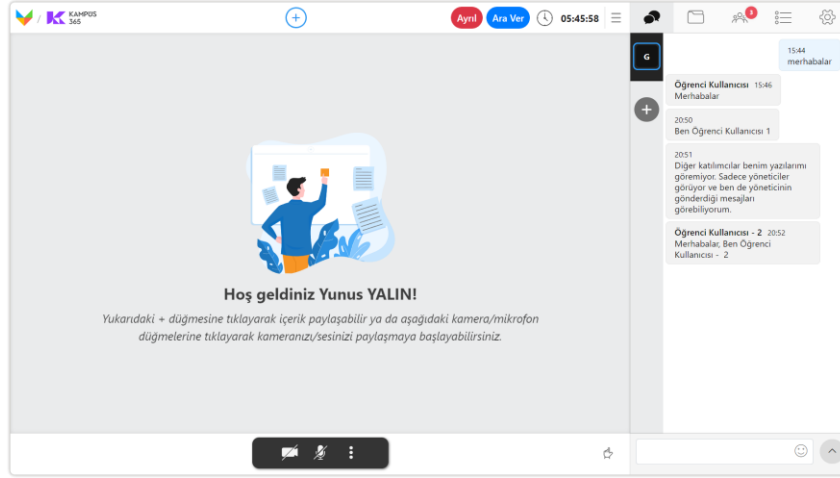 KAMPÜS
365
Ayrıl
Ara Ver
05:45:58
3
G
15:44
merhabalar
Öğrenci Kullanıcısı 15:46
Merhabalar
20:50
Ben Öğrenci Kullanıcısı 1
20:51
Diğer katılımcılar benim yazılarımı
göremiyor. Sadece yöneticiler
görüyor ve ben de yöneticinin
gönderdiği mesajları
görebiliyorum.
Öğrenci Kullanıcısı - 2 20:52
Merhabalar, Ben Öğrenci
Kullanıcısı - 2
Hoş geldiniz Yunus YALIN!
Yukarıdaki + düğmesine tıklayarak içerik paylaşabilir ya da aşağıdaki kamera/mikrofon
düğmelerine tıklayarak kameranızı/sesinizi paylaşmaya başlayabilirsiniz.